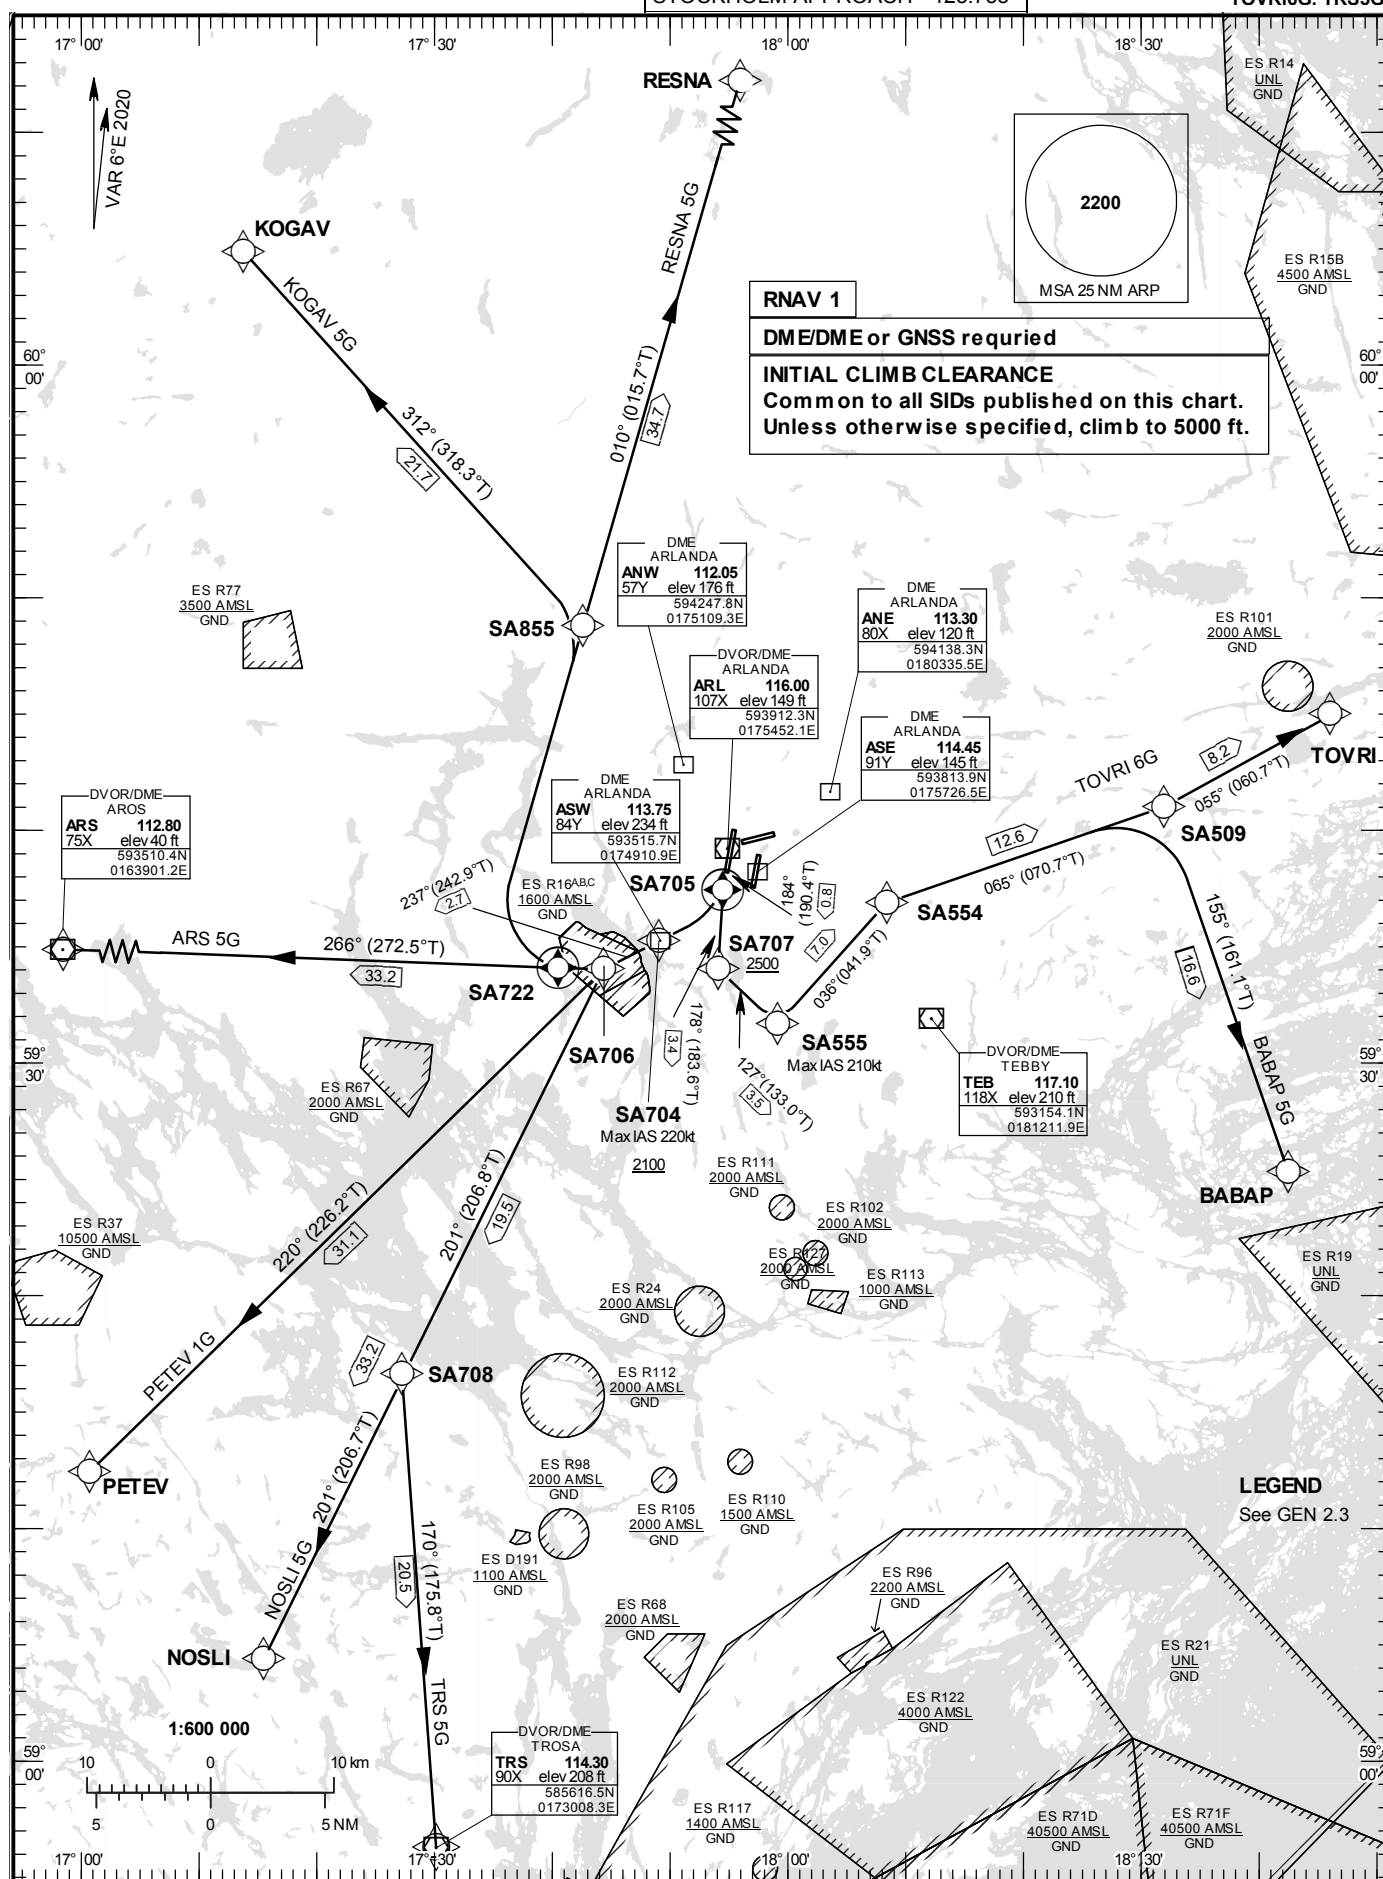 17° 00'
17° 30'
18° 00'
18° 30'
VAR 6°E 2020
RESNA
KOGAV
RESNA 5G
KOGAV 5G
010° (015.7°T)
34.7
312° (318.3°T)
21.7
ES R14
UNL
GND
2200
MSA 25 NM ARP
ES R15B
4500 AMSL
GND
RNAV 1
DME/DME or GNSS requried
INITIAL CLIMB CLEARANCE
Common to all SIDs published on this chart.
Unless otherwise specified, climb to 5000 ft.
60°
00'
60°
00'
ES R77
3500 AMSL
GND
SA855
DME
ARLANDA
ANW 112.05
57Y elev 176 ft
594247.8N
0175109.3E
DME
ARLANDA
ANE 113.30
80X elev 120 ft
594138.3N
0180335.5E
DVOR/DME
ARLANDA
ARL 116.00
107X elev 149 ft
593912.3N
0175452.1E
DME
ARLANDA
ASE 114.45
91Y elev 145 ft
593813.9N
0175726.5E
DME
ARLANDA
ASW 113.75
84Y elev 234 ft
593515.7N
0174910.9E
DVOR/DME
AROS
ARS 112.80
75X elev 40 ft
593510.4N
0163901.2E
ES R101
2000 AMSL
GND
TOVRI
TOVRI 6G
8.2
055° (060.7°T)
SA509
12.6
065° (070.7°T)
SA554
155° (161.1°T)
16.6
BABAP 5G
BABAP
237° (242.9°T)
2.7
ES R16ABC
1600 AMSL
GND
SA705
184°
(190.4°T)
0.8
SA707
2500
7.0
036° (041.9°T)
ARS 5G
266° (272.5°T)
33.2
SA722
SA706
178° (183.6°T)
3.4
SA555
Max IAS 210kt
127° (133.0°T)
3.5
SA704
Max IAS 220kt
2100
DVOR/DME
TEBBY
TEB 117.10
118X elev 210 ft
593154.1N
0181211.9E
59°
30'
59°
30'
ES R67
2000 AMSL
GND
ES R37
10500 AMSL
GND
220° (226.2°T)
31.1
PETEV 1G
PETEV
201° (206.8°T)
19.5
SA708
33.2
201° (206.7°T)
NOSLI 5G
NOSLI
170° (175.8°T)
20.5
TRS 5G
ES R111
2000 AMSL
GND
ES R102
2000 AMSL
GND
ES R127
2000 AMSL
GND
ES R113
1000 AMSL
GND
ES R19
UNL
GND
ES R24
2000 AMSL
GND
ES R112
2000 AMSL
GND
ES R98
2000 AMSL
GND
ES R105
2000 AMSL
GND
ES R110
1500 AMSL
GND
ES D191
1100 AMSL
GND
LEGEND
See GEN 2.3
ES R68
2000 AMSL
GND
ES R96
2200 AMSL
GND
ES R21
UNL
GND
ES R122
4000 AMSL
GND
DVOR/DME
TROSA
TRS 114.30
90X elev 208 ft
585616.5N
0173008.3E
1:600 000
10 0 10 km
5 0 5 NM
59°
00'
59°
00'
ES R117
1400 AMSL
GND
ES R71D
40500 AMSL
GND
ES R71F
40500 AMSL
GND
17° 00'
17° 30'
18° 00'
18° 30'